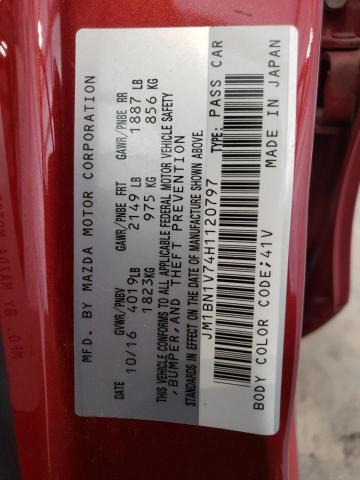 MFD. BY MAZDA MOTOR CORPORATION
DATE GVWR/PNBV GAWR/PNBE FRT GAWR/PNBE RR
10/16 4019LB 2149 LB 1887 LB
1823KG 975 KG 856 KG
THIS VEHICLE CONFORMS TO ALL APPLICABLE FEDERAL MOTOR VEHICLE SAFETY
,BUMPER,AND THEFT PREVENTION
STANDARDS IN EFFECT ON THE DATE OF MANUFACTURE SHOWN ABOVE.
JM1BN1V74H1120797 TYPE: PASS CAR
BODY COLOR CODE:41V MADE IN JAPAN